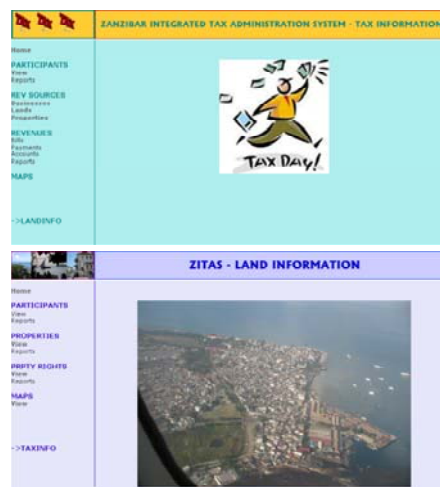 ZANZIBAR INTEGRATED TAX ADMINISTRATION SYSTEM - TAX INFORMATION
Home
PARTICIPANTS
View
Reports
REV SOURCES
Businesses
Lands
Properties
REVENUES
Bills
Payments
Accounts
Reports
MAPS
TAX DAY!
->LANDINFO
ZITAS - LAND INFORMATION
Home
PARTICIPANTS
View
Reports
PROPERTIES
View
Reports
PRPTY RIGHTS
View
Reports
MAPS
View
->TAXINFO